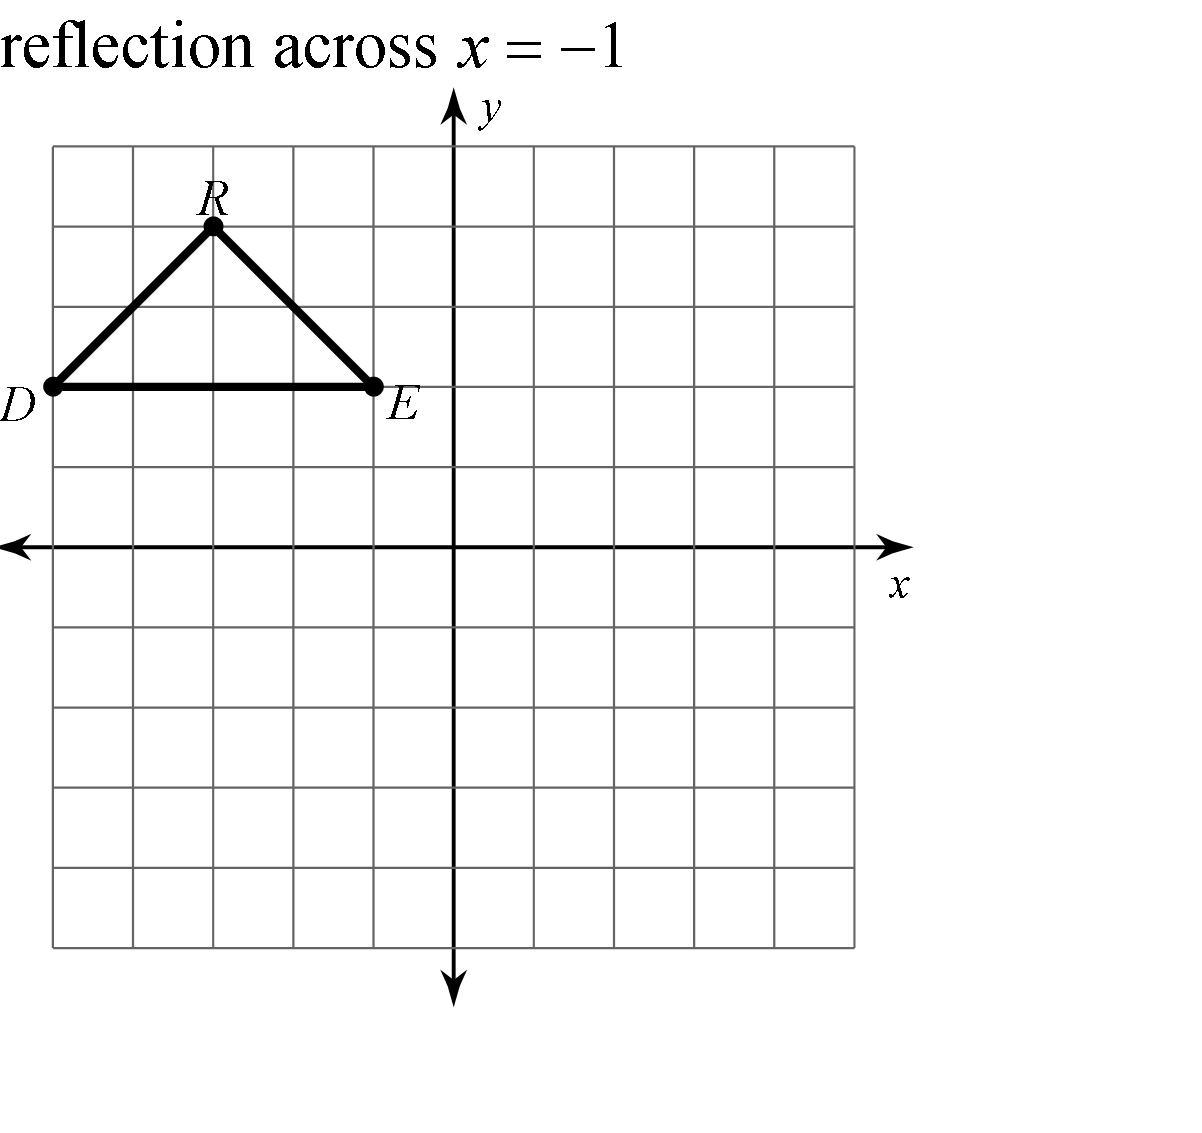 reflection across x = −1
y
R
D
E
x